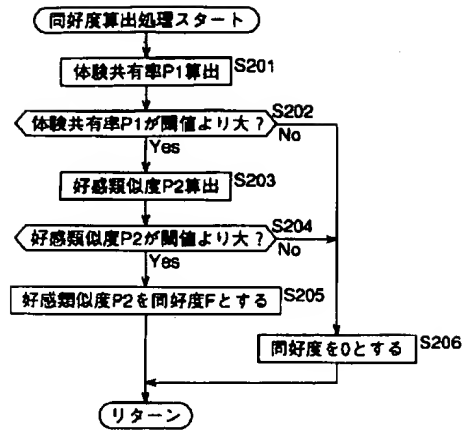 同好度算出処理スタート
体験共有率P1算出 S201
体験共有率P1が閾値より大？ S202
Yes No
好感類似度P2算出 S203
好感類似度P2が閾値より大？ S204
Yes No
好感類似度P2を同好度Fとする S205
同好度を0とする S206
リターン